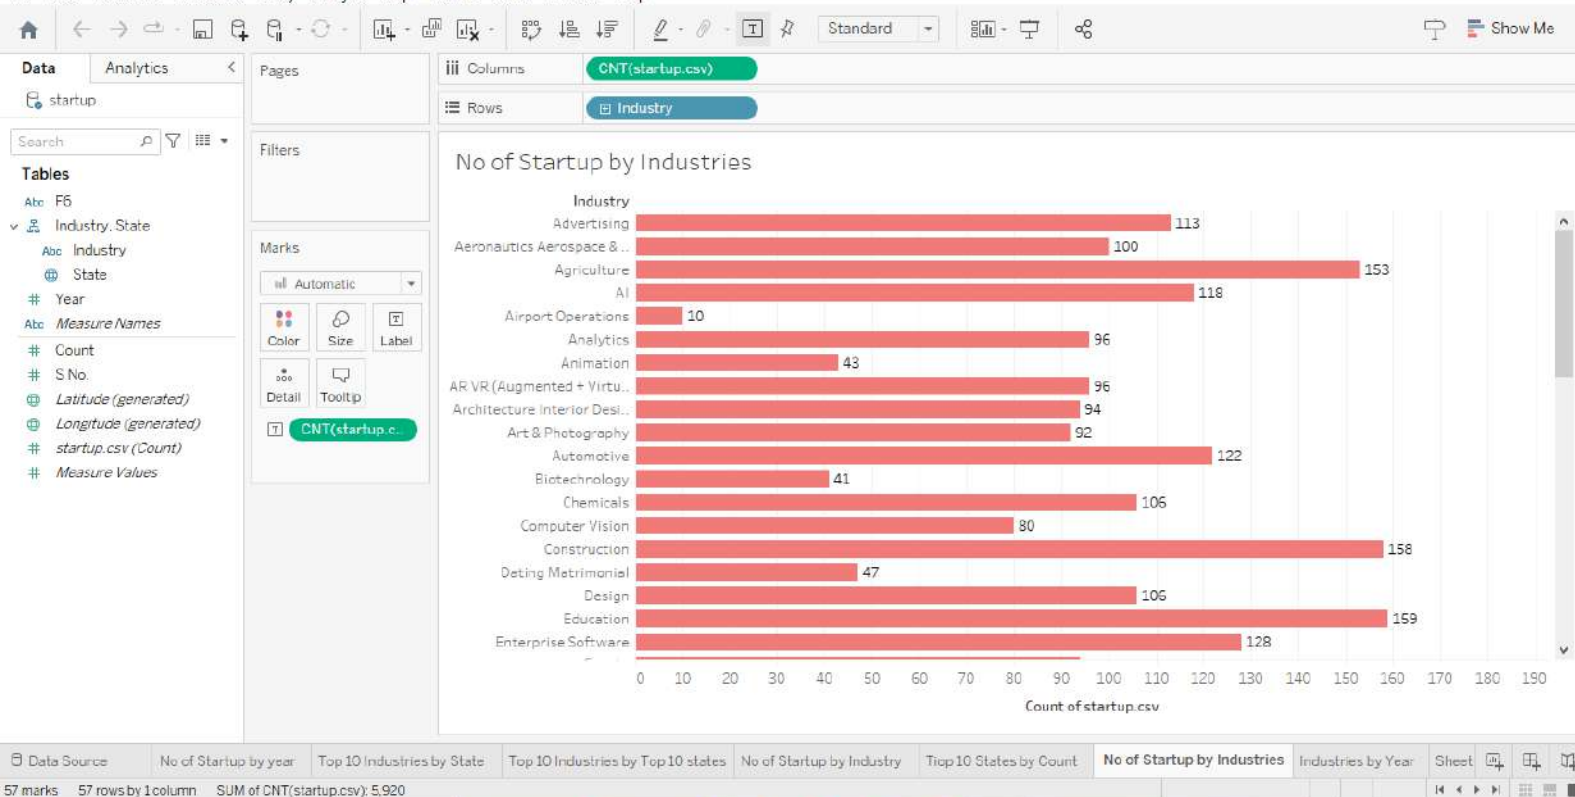 Standard
Show Me
Data
Analytics
Pages
Columns
CNT(startup.csv)
startup
Rows
Industry
Search
Filters
Tables
Abc F6
Industry, State
Abc Industry
State
# Year
Abc Measure Names
# Count
# S No.
Latitude (generated)
Longitude (generated)
# startup.csv (Count)
# Measure Values
Marks
Automatic
Color
Size
Label
Detail
Tooltip
CNT(startup.c..
No of Startup by Industries
Industry
Advertising 113
Aeronautics Aerospace & .. 100
Agriculture 153
AI 118
Airport Operations 10
Analytics 96
Animation 43
AR VR (Augmented + Virtu.. 96
Architecture Interior Desi.. 94
Art & Photography 92
Automotive 122
Biotechnology 41
Chemicals 106
Computer Vision 80
Construction 158
Dating Matrimonial 47
Design 106
Education 159
Enterprise Software 128
0 10 20 30 40 50 60 70 80 90 100 110 120 130 140 150 160 170 180 190
Count of startup.csv
Data Source
No of Startup by year
Top 10 Industries by State
Top 10 Industries by Top 10 states
No of Startup by Industry
Tiop 10 States by Count
No of Startup by Industries
Industries by Year
Sheet
57 marks 57 rows by 1 column SUM of CNT(startup.csv): 5,920